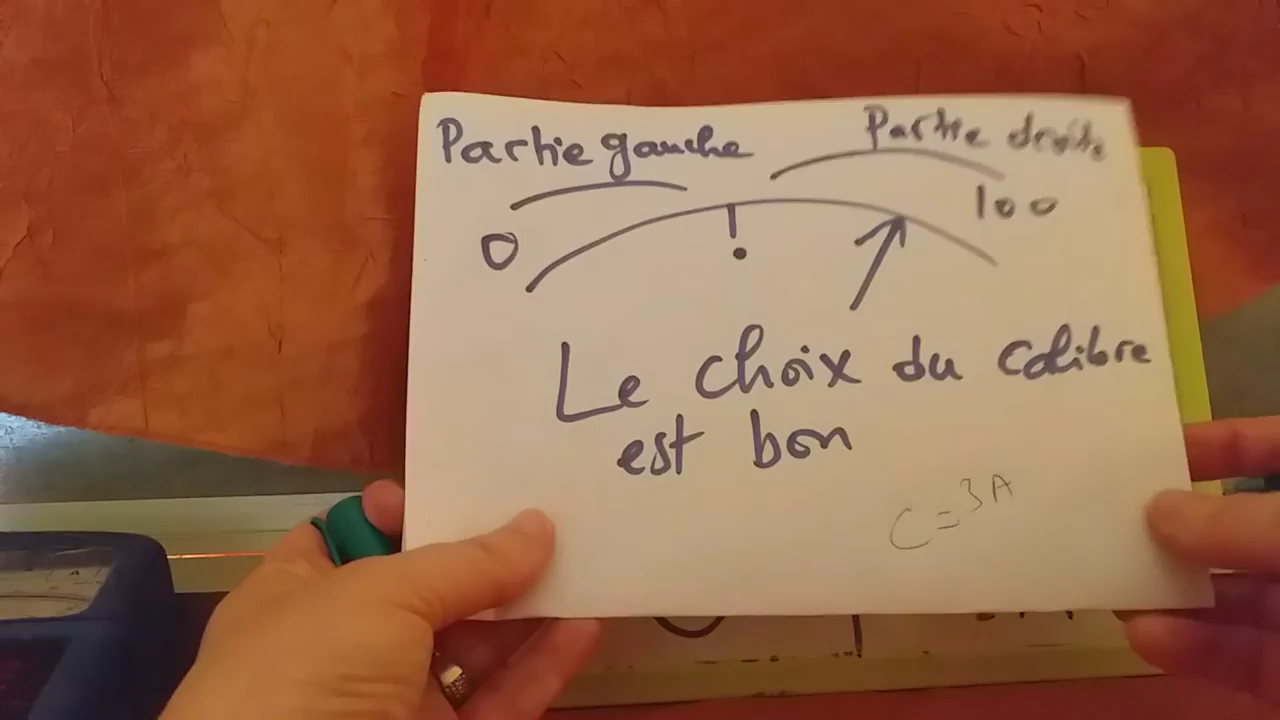 Partie gauche Partie droite
0 100
Le choix du calibre
est bon
C = 3A
A